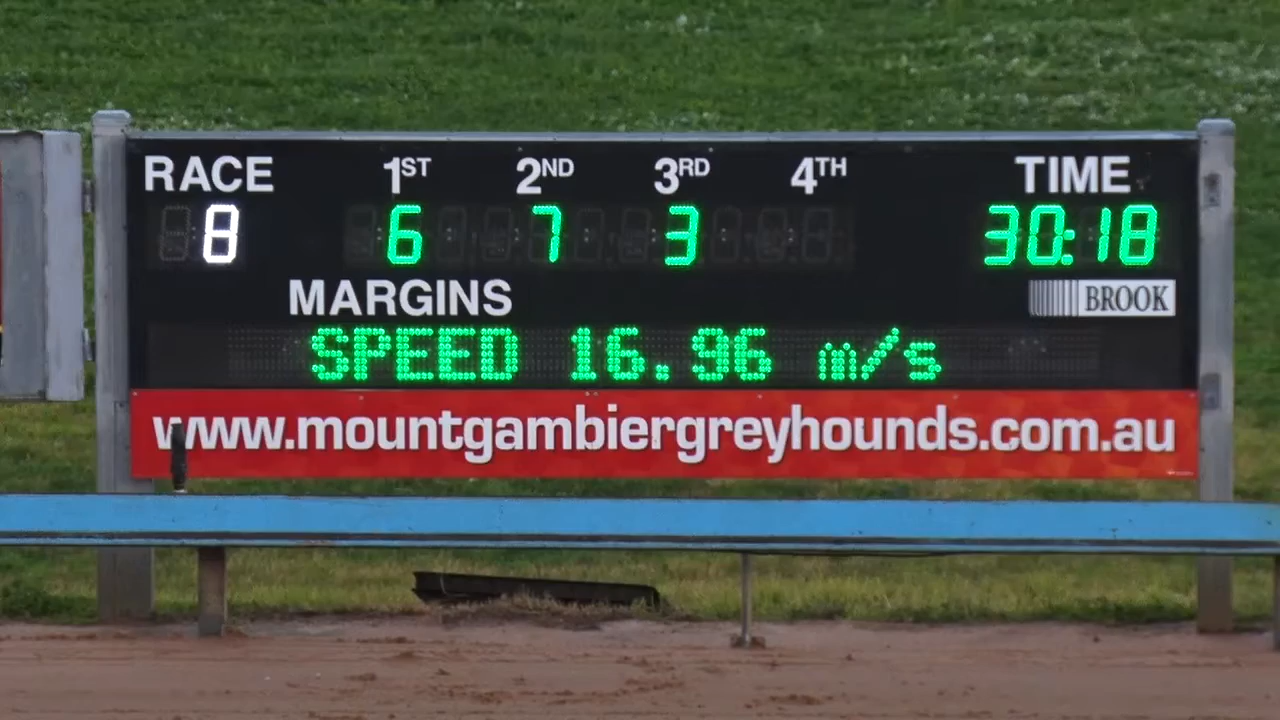 RACE 1ST 2ND 3RD 4TH TIME
8 6 7 3 30:18
MARGINS BROOK
SPEED 16.96 m/s
www.mountgambiergreyhounds.com.au